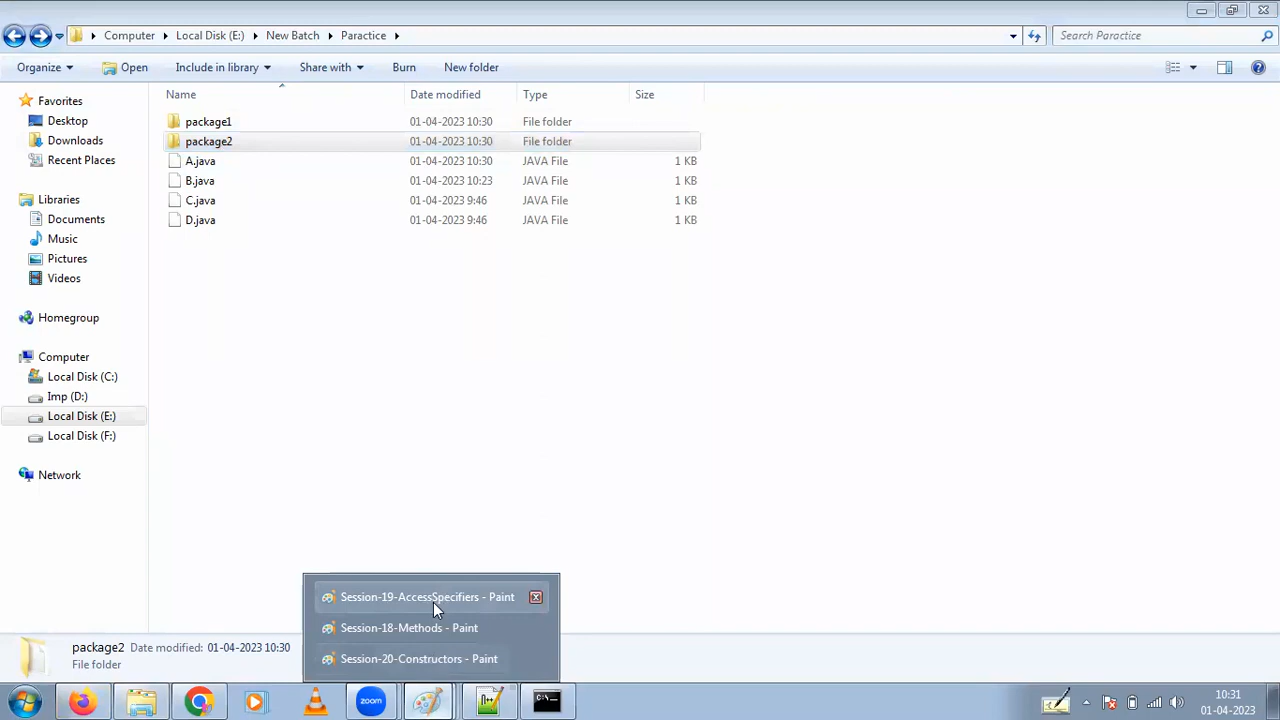 Computer Local Disk (E:) New Batch Paractice Search Paractice
Organize Open Include in library Share with Burn New folder
Name Date modified Type Size
Favorites
Desktop
Downloads
Recent Places
Libraries
Documents
Music
Pictures
Videos
Homegroup
Computer
Local Disk (C:)
Imp (D:)
Local Disk (E:)
Local Disk (F:)
Network
package1 01-04-2023 10:30 File folder
package2 01-04-2023 10:30 File folder
A.java 01-04-2023 10:30 JAVA File 1 KB
B.java 01-04-2023 10:23 JAVA File 1 KB
C.java 01-04-2023 9:46 JAVA File 1 KB
D.java 01-04-2023 9:46 JAVA File 1 KB
Session-19-AccessSpecifiers - Paint
Session-18-Methods - Paint
Session-20-Constructors - Paint
package2 Date modified: 01-04-2023 10:30
File folder
zoom
10:31
01-04-2023